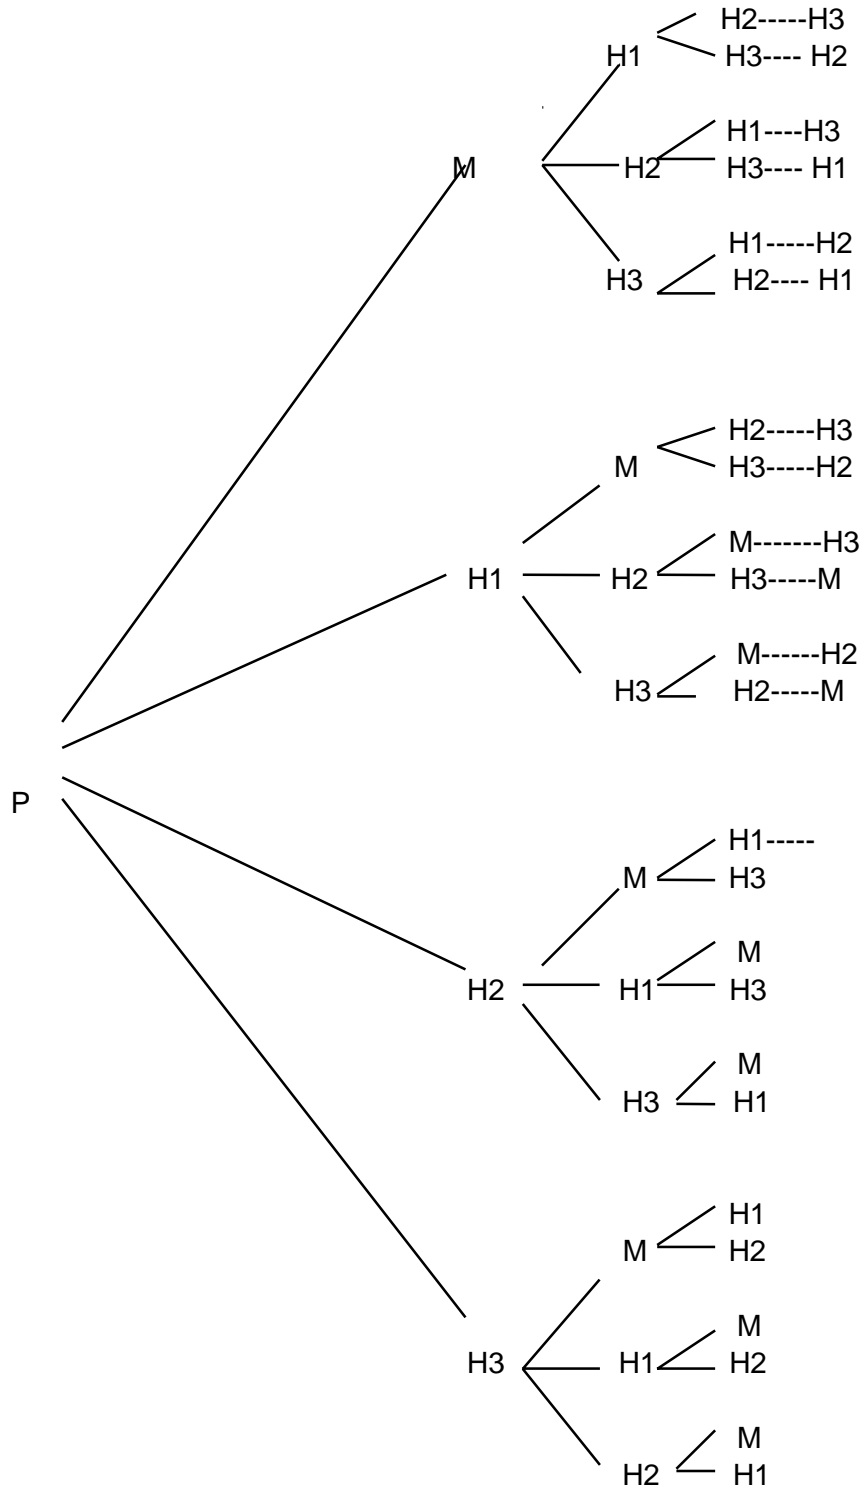 H2-----H3
H1
H3---- H2
H1----H3
M
H2
H3---- H1
H1-----H2
H3
H2---- H1
H2-----H3
M
H3-----H2
M-------H3
H1
H2
H3-----M
M------H2
H3
H2-----M
P
H1-----
M
H3
M
H2
H1
H3
M
H3
H1
H1
M
H2
M
H3
H1
H2
M
H2
H1